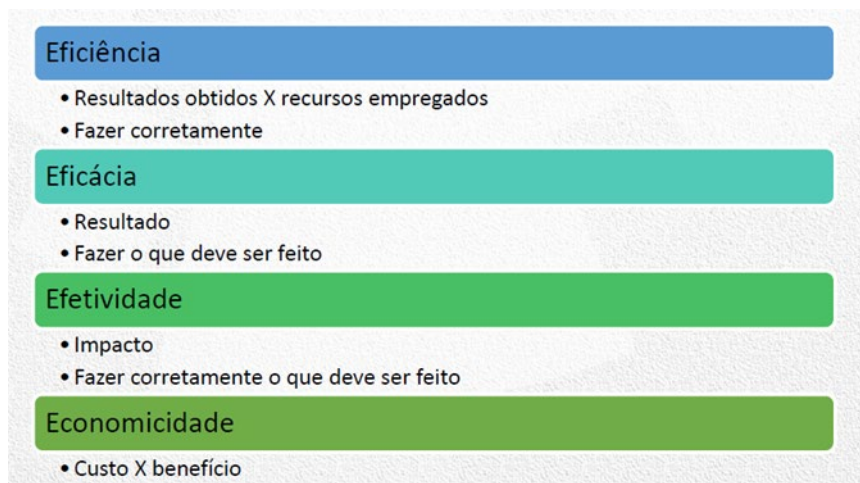 Eficiência
• Resultados obtidos X recursos empregados
• Fazer corretamente
Eficácia
• Resultado
• Fazer o que deve ser feito
Efetividade
• Impacto
• Fazer corretamente o que deve ser feito
Economicidade
• Custo X benefício